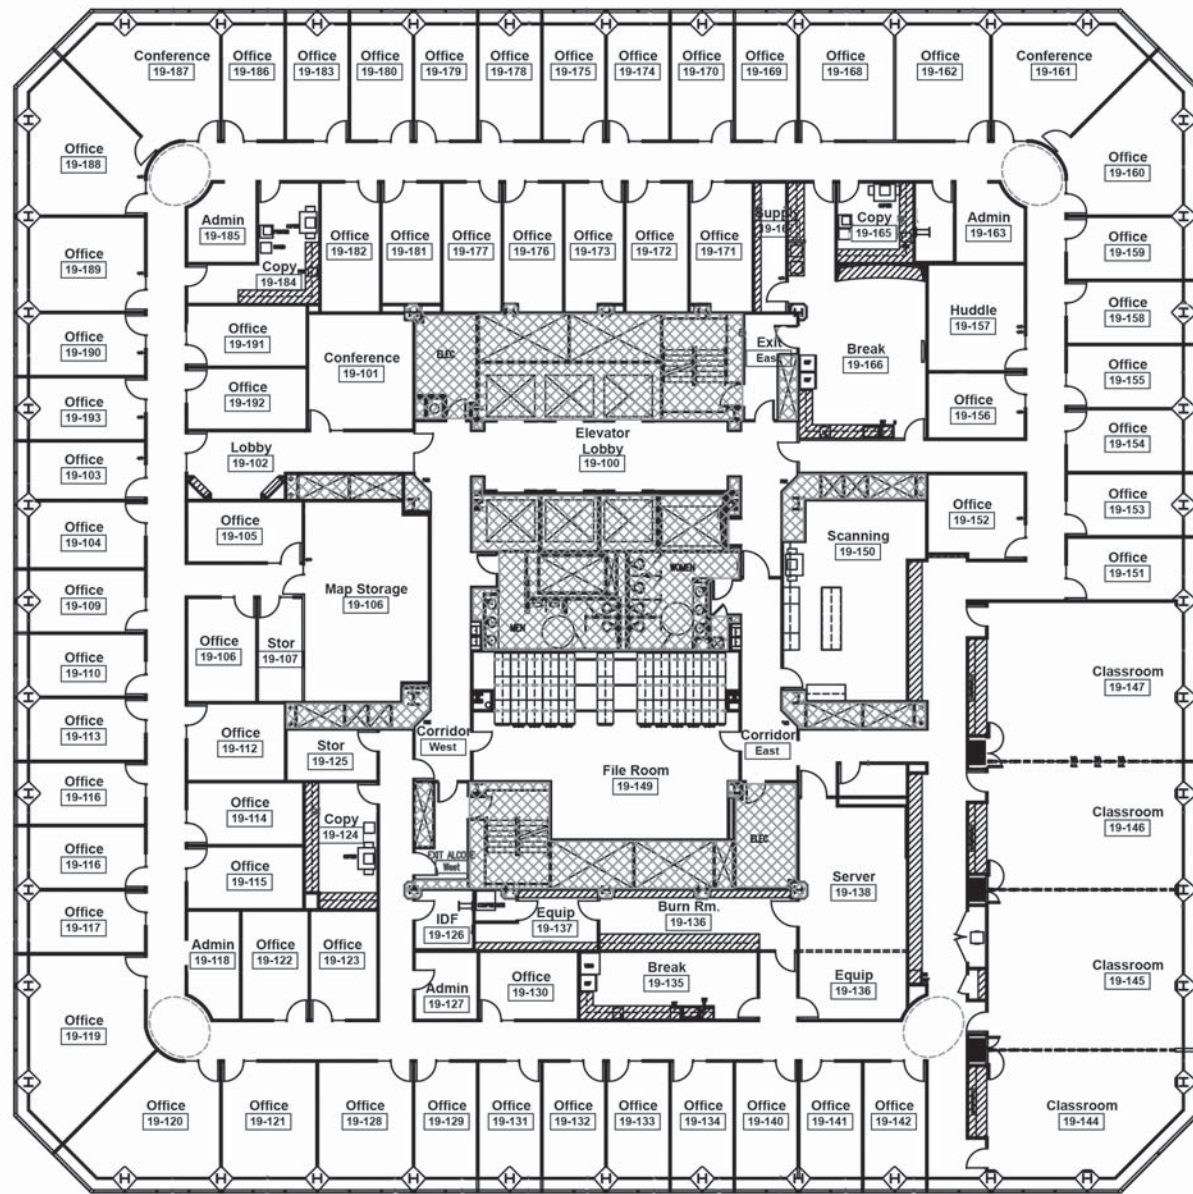 Conference
19-187
Office
19-186
Office
19-183
Office
19-180
Office
19-179
Office
19-178
Office
19-175
Office
19-174
Office
19-170
Office
19-169
Office
19-168
Office
19-162
Conference
19-161
Office
19-188
Office
19-160
Admin
19-185
Copy
19-184
Office
19-182
Office
19-181
Office
19-177
Office
19-176
Office
19-173
Office
19-172
Office
19-171
Supply
19-16
Copy
19-165
Admin
19-163
Office
19-189
Office
19-159
Office
19-190
Office
19-191
Conference
19-101
ELEC
Exit
East
Break
19-166
Huddle
19-157
Office
19-158
Office
19-193
Office
19-192
Office
19-156
Office
19-155
Office
19-103
Lobby
19-102
Elevator
Lobby
19-100
Office
19-154
Office
19-104
Office
19-105
Scanning
19-150
Office
19-152
Office
19-153
Office
19-109
Map Storage
19-106
WOMEN
MEN
Office
19-151
Office
19-110
Office
19-106
Stor
19-107
Classroom
19-147
Office
19-113
Office
19-112
Stor
19-125
Corridor
West
Corridor
East
File Room
19-149
Office
19-116
Office
19-114
Copy
19-124
Classroom
19-146
Office
19-116
Office
19-115
EXIT ALCOVE
West
ELEC
Server
19-138
Office
19-117
Admin
19-118
Office
19-122
Office
19-123
IDF
19-126
Equip
19-137
Burn Rm.
19-136
Admin
19-127
Office
19-130
Break
19-135
Equip
19-136
Classroom
19-145
Office
19-119
Office
19-120
Office
19-121
Office
19-128
Office
19-129
Office
19-131
Office
19-132
Office
19-133
Office
19-134
Office
19-140
Office
19-141
Office
19-142
Classroom
19-144